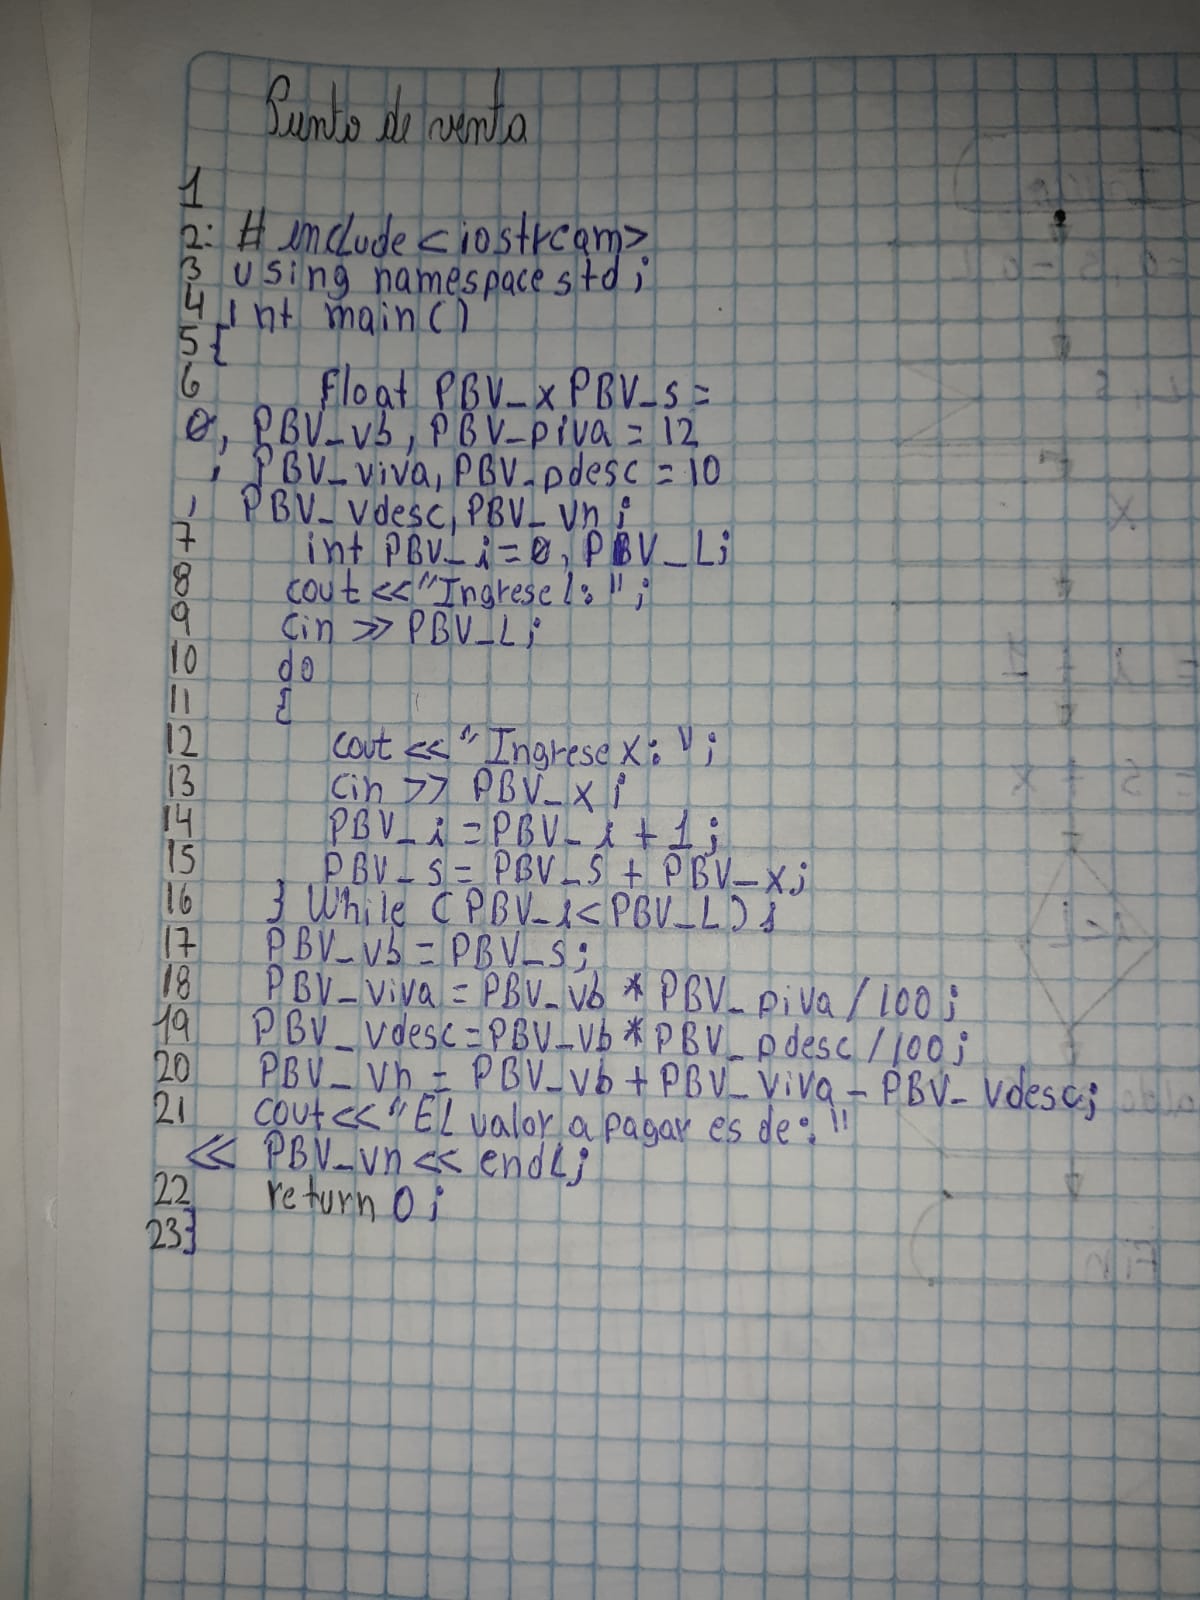 Punto de venta
1
2: # include <iostream>
3 using namespace std;
4 int main()
5 {
6 Float PBV_x PBV_s =
0, PBV_vb, PBV_piva = 12
, PBV_viva, PBV_pdesc = 10
, PBV_vdesc, PBV_vn;
7 int PBV_i = 0, PBV_L;
8 cout << "Ingrese l: ";
9 cin >> PBV_L;
10 do
11 {
12 cout << "Ingrese x: ";
13 cin >> PBV_x;
14 PBV_i = PBV_i + 1;
15 PBV_s = PBV_s + PBV_x;
16 } While (PBV_i < PBV_L);
17 PBV_vb = PBV_s;
18 PBV_viva = PBV_vb * PBV_piva / 100;
19 PBV_vdesc = PBV_vb * PBV_pdesc / 100;
20 PBV_vn = PBV_vb + PBV_viva - PBV_vdesc;
21 cout << "EL valor a pagar es de: "
<< PBV_vn << endL;
22 return 0;
23 }